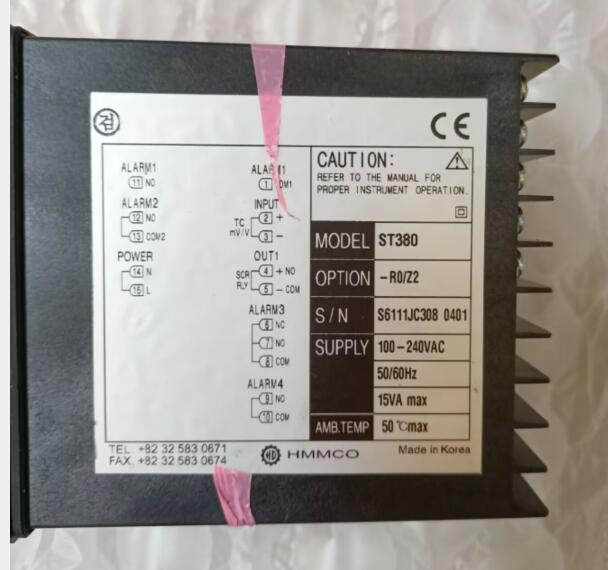 검
CE
ALARM1
11 NO
ALARM2
12 NO
13 COM2
POWER
14 N
15 L
1
INPUT
TC
mV/V
2 +
3 -
OUT1
SCR
RLY
4 + NO
5 - COM
ALARM3
6 NC
7 NO
8 COM
ALARM4
9 NO
10 COM
CAUTION:
REFER TO THE MANUAL FOR
PROPER INSTRUMENT OPERATION.
MODEL ST380
OPTION -R0/Z2
S/N S6111JC308 0401
SUPPLY 100-240VAC
50/60Hz
15VA max
AMB.TEMP 50℃max
TEL. +82 32 583 0671
FAX. +82 32 583 0674
HD HMMCO
Made in Korea